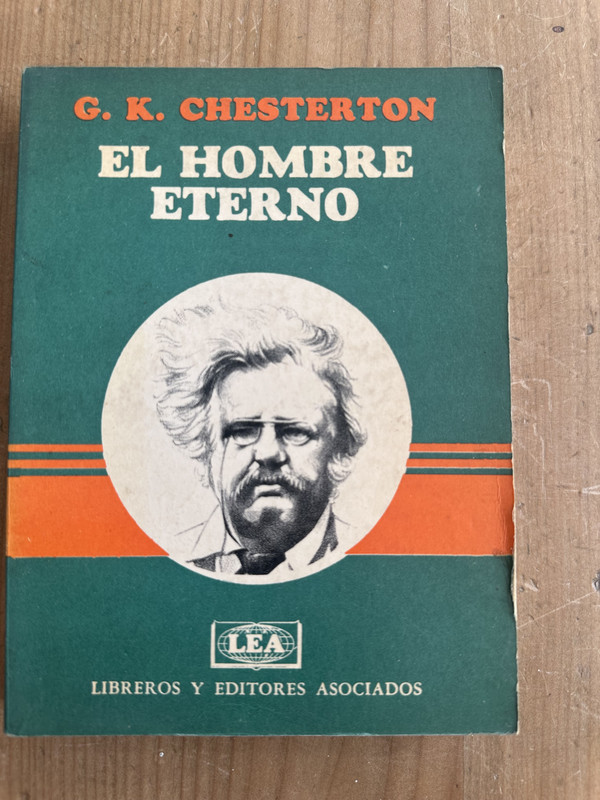 G. K. CHESTERTON
EL HOMBRE
ETERNO
LEA
LIBREROS Y EDITORES ASOCIADOS